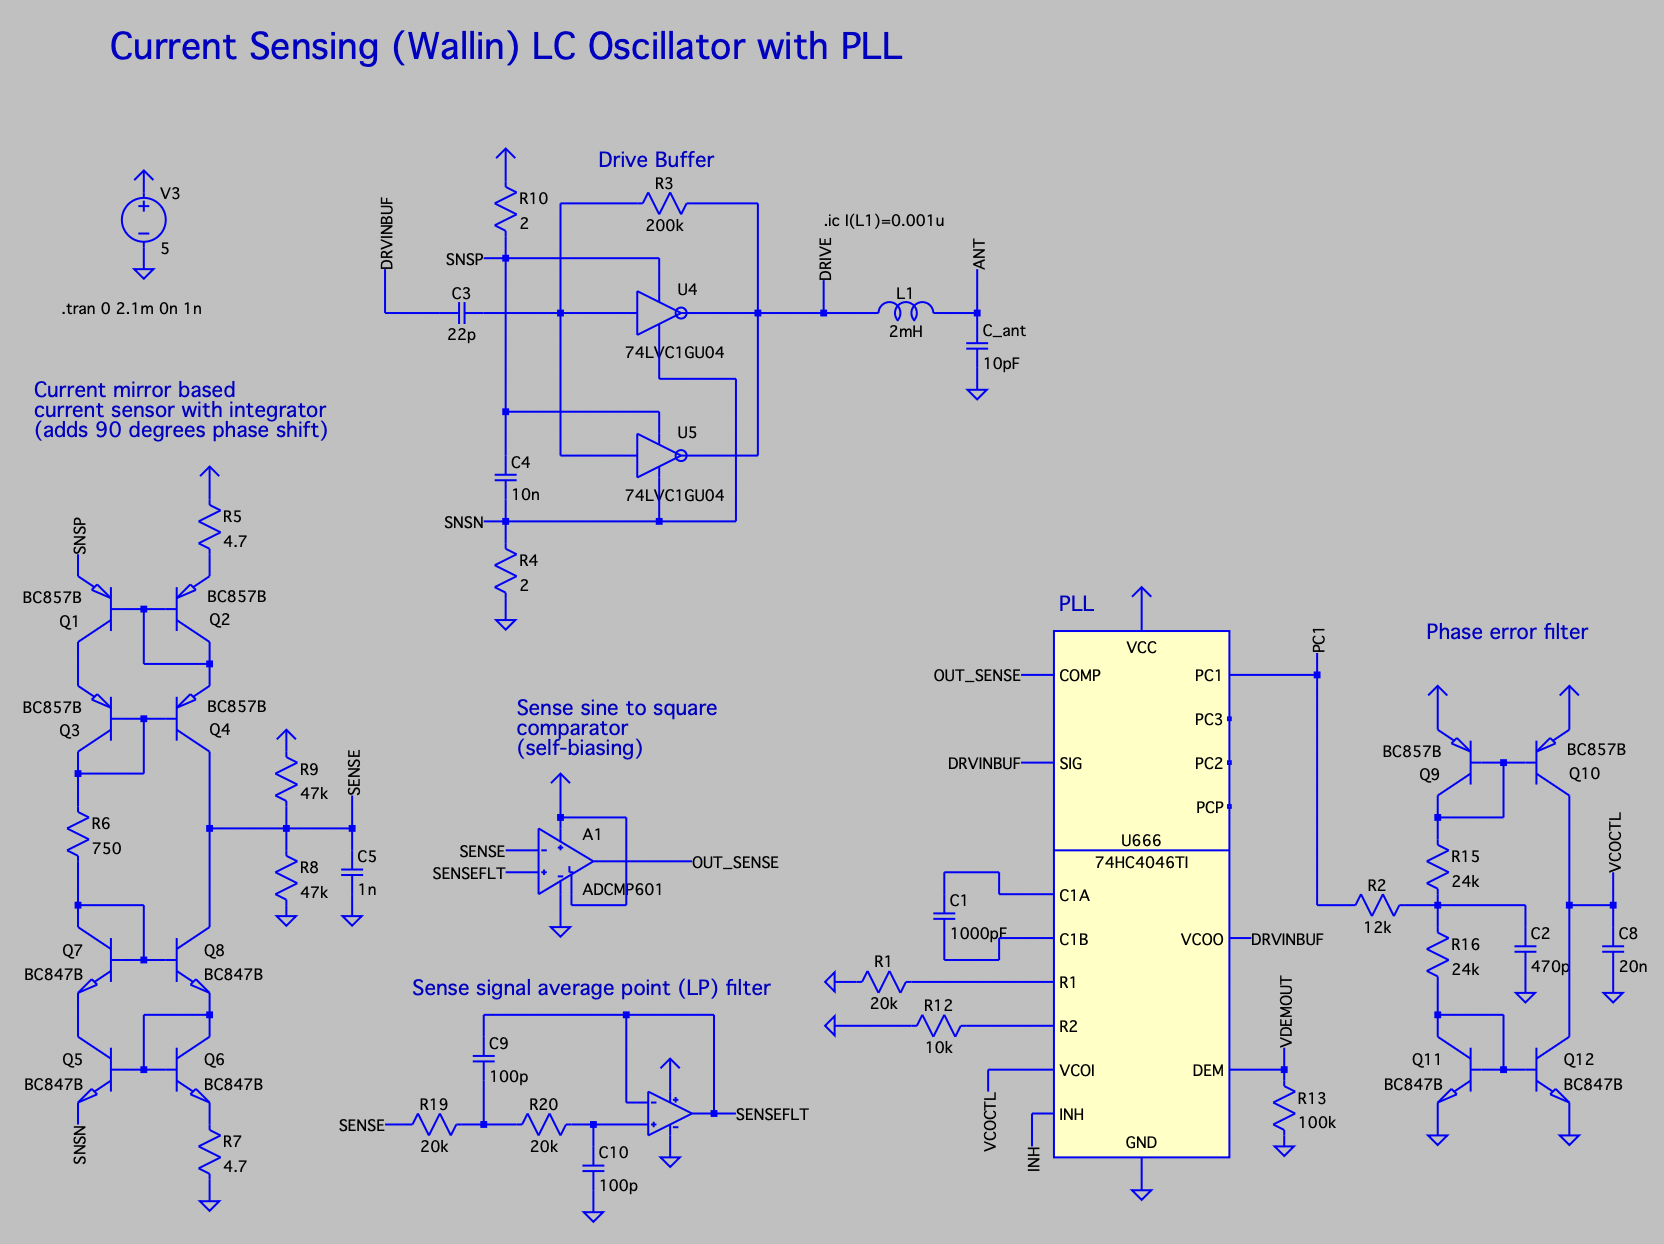 Current Sensing (Wallin) LC Oscillator with PLL
V3
5
.tran 0 2.1m 0n 1n
Drive Buffer
R10
2
R3
200k
DRVINBUF
SNSP
C3
22p
U4
74LVC1GU04
.ic I(L1)=0.001u
DRIVE
L1
2mH
ANT
C_ant
10pF
U5
74LVC1GU04
C4
10n
SNSN
R4
2
Current mirror based
current sensor with integrator
(adds 90 degrees phase shift)
SNSP
R5
4.7
BC857B
Q1
BC857B
Q2
BC857B
Q3
BC857B
Q4
R6
750
R9
47k
SENSE
R8
47k
C5
1n
Q7
BC847B
Q8
BC847B
Q5
BC847B
Q6
BC847B
SNSN
R7
4.7
Sense sine to square
comparator
(self-biasing)
A1
SENSE
SENSEFLT
OUT_SENSE
ADCMP601
Sense signal average point (LP) filter
C9
100p
SENSE
R19
20k
R20
20k
C10
100p
SENSEFLT
PLL
VCC
OUT_SENSE
COMP
PC1
PC3
DRVINBUF
SIG
PC2
PCP
U666
74HC4046TI
C1
1000pF
C1A
C1B
VCOO
DRVINBUF
R1
20k
R1
R12
10k
R2
VCOCTL
VCOI
DEM
VDEMOUT
R13
100k
INH
INH
GND
PC1
Phase error filter
BC857B
Q9
BC857B
Q10
R15
24k
R2
12k
R16
24k
C2
470p
VCOCTL
C8
20n
Q11
BC847B
Q12
BC847B